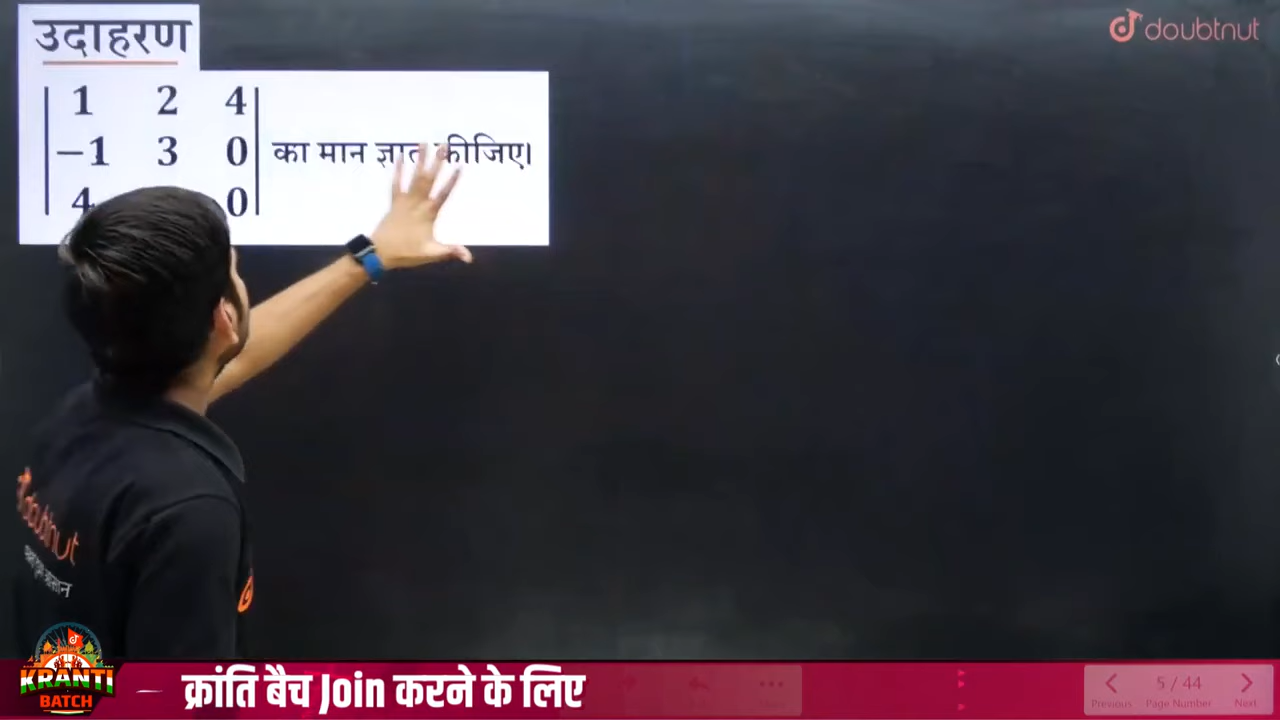 उदाहरण
doubtnut
1 2 4
-1 3 0 का मान ज्ञात कीजिए।
4 0
doubtnut
KRANTI
BATCH
क्रांति बैच Join करने के लिए
5 / 44
Previous Page Number Next